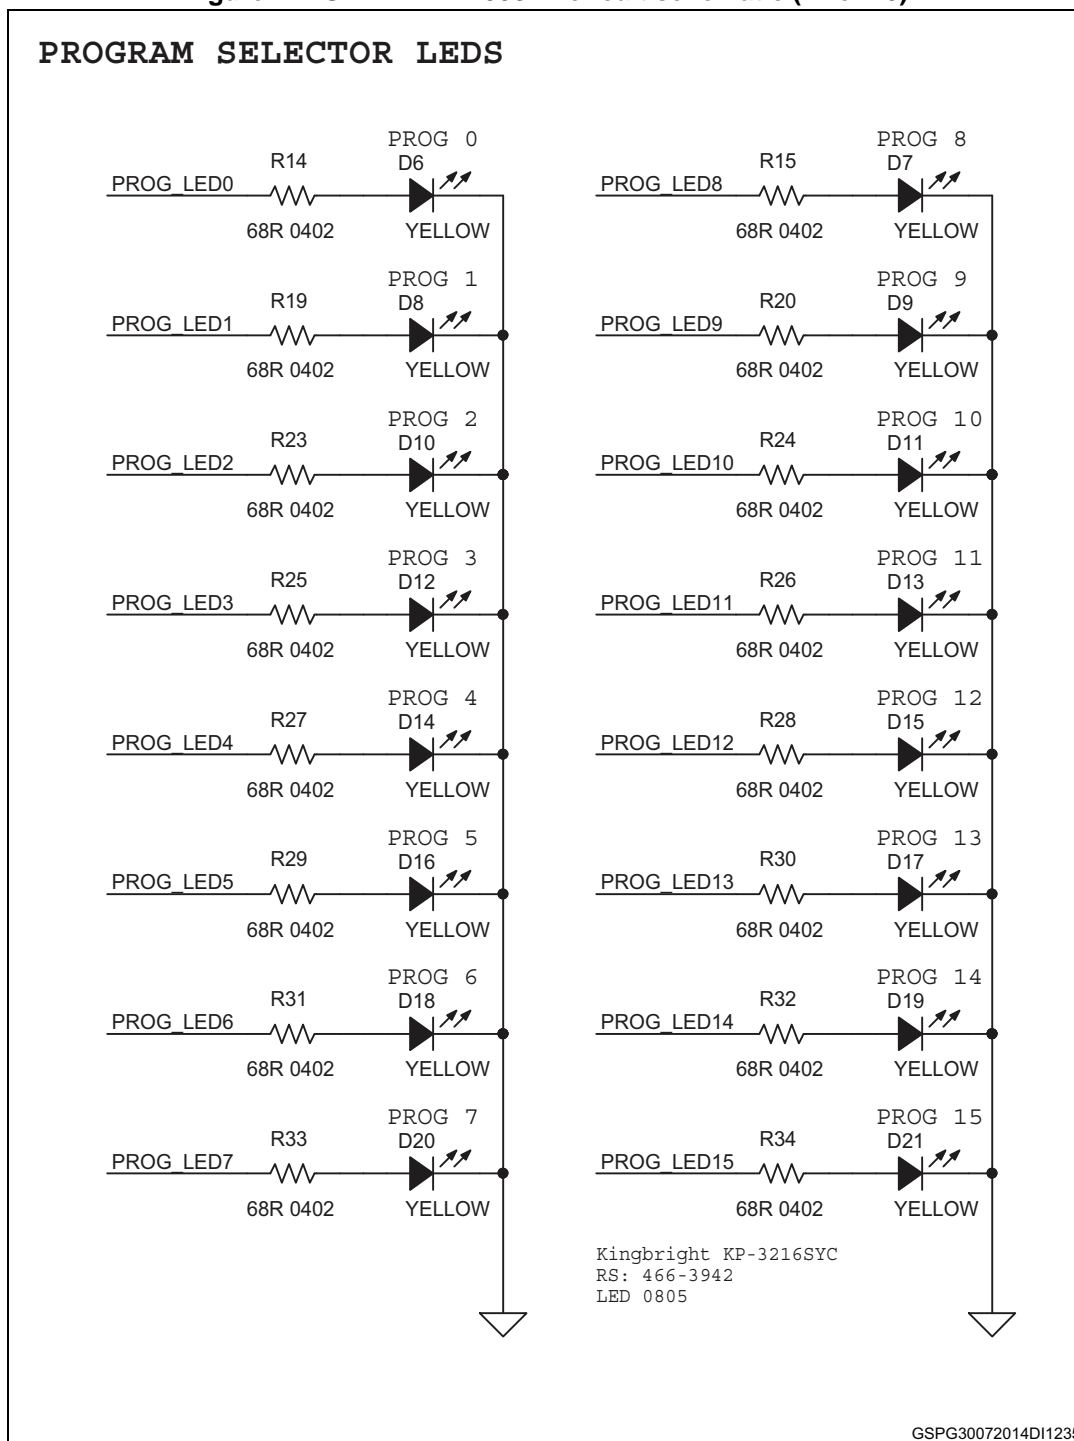 PROGRAM SELECTOR LEDS
PROG 0
R14 D6
PROG_LED0
68R 0402 YELLOW
PROG 1
R19 D8
PROG_LED1
68R 0402 YELLOW
PROG 2
R23 D10
PROG_LED2
68R 0402 YELLOW
PROG 3
R25 D12
PROG_LED3
68R 0402 YELLOW
PROG 4
R27 D14
PROG_LED4
68R 0402 YELLOW
PROG 5
R29 D16
PROG_LED5
68R 0402 YELLOW
PROG 6
R31 D18
PROG_LED6
68R 0402 YELLOW
PROG 7
R33 D20
PROG_LED7
68R 0402 YELLOW
PROG 8
R15 D7
PROG_LED8
68R 0402 YELLOW
PROG 9
R20 D9
PROG_LED9
68R 0402 YELLOW
PROG 10
R24 D11
PROG_LED10
68R 0402 YELLOW
PROG 11
R26 D13
PROG_LED11
68R 0402 YELLOW
PROG 12
R28 D15
PROG_LED12
68R 0402 YELLOW
PROG 13
R30 D17
PROG_LED13
68R 0402 YELLOW
PROG 14
R32 D19
PROG_LED14
68R 0402 YELLOW
PROG 15
R34 D21
PROG_LED15
68R 0402 YELLOW
Kingbright KP-3216SYC
RS: 466-3942
LED 0805
GSPG30072014DI1235